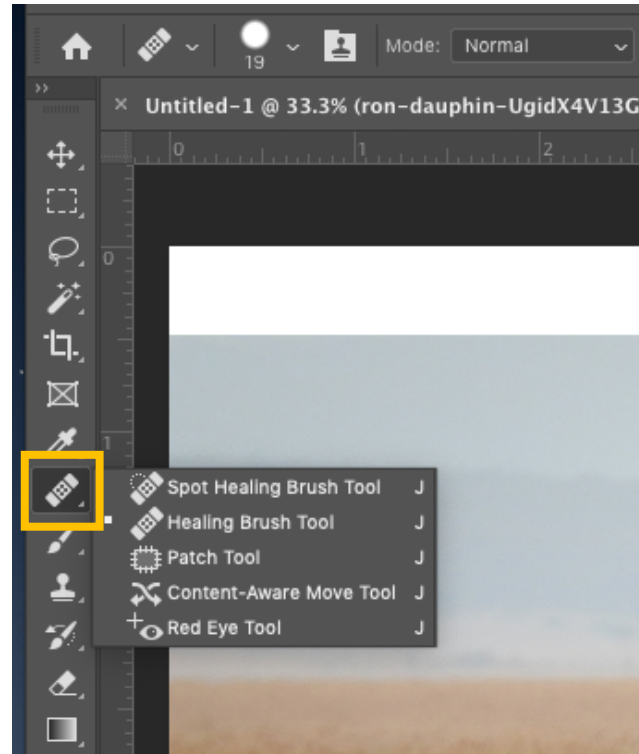 19
Mode: Normal
Untitled-1 @ 33.3% (ron-dauphin-UgidX4V13G
0 1 2
0
1
Spot Healing Brush Tool J
Healing Brush Tool J
Patch Tool J
Content-Aware Move Tool J
Red Eye Tool J